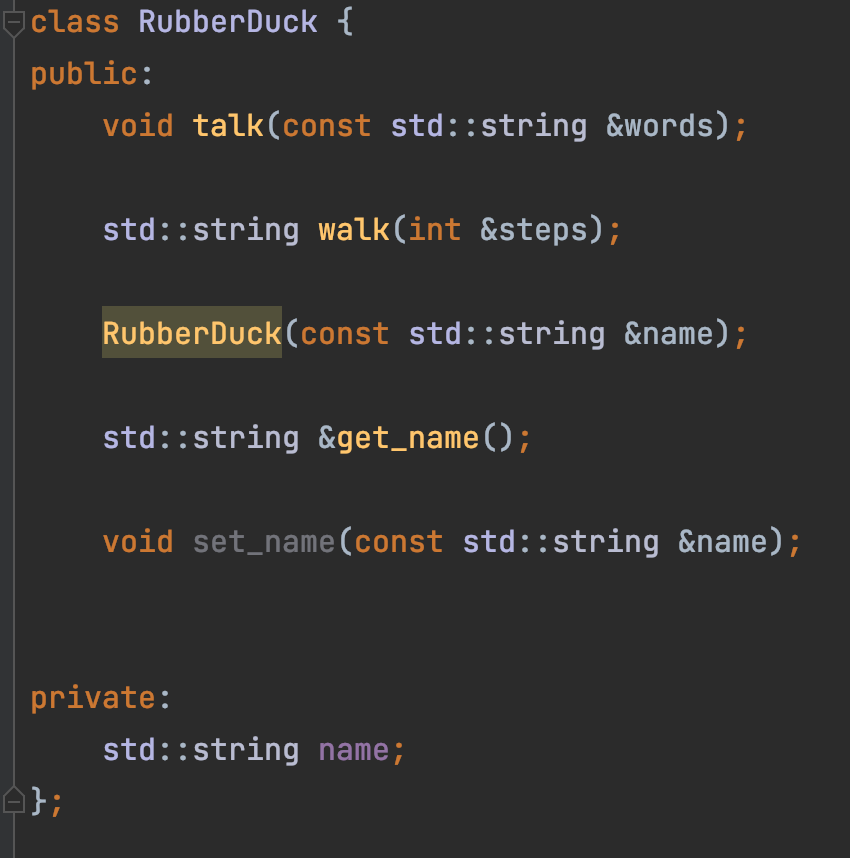 class RubberDuck {
public:
    void talk(const std::string &words);
    std::string walk(int &steps);
    RubberDuck(const std::string &name);
    std::string &get_name();
    void set_name(const std::string &name);
private:
    std::string name;
};